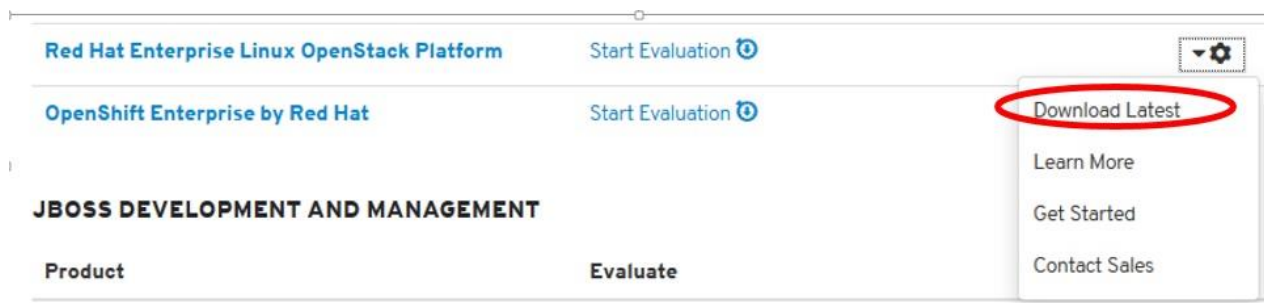 Red Hat Enterprise Linux OpenStack Platform Start Evaluation
OpenShift Enterprise by Red Hat Start Evaluation
Download Latest
Learn More
JBOSS DEVELOPMENT AND MANAGEMENT
Get Started
Product Evaluate
Contact Sales